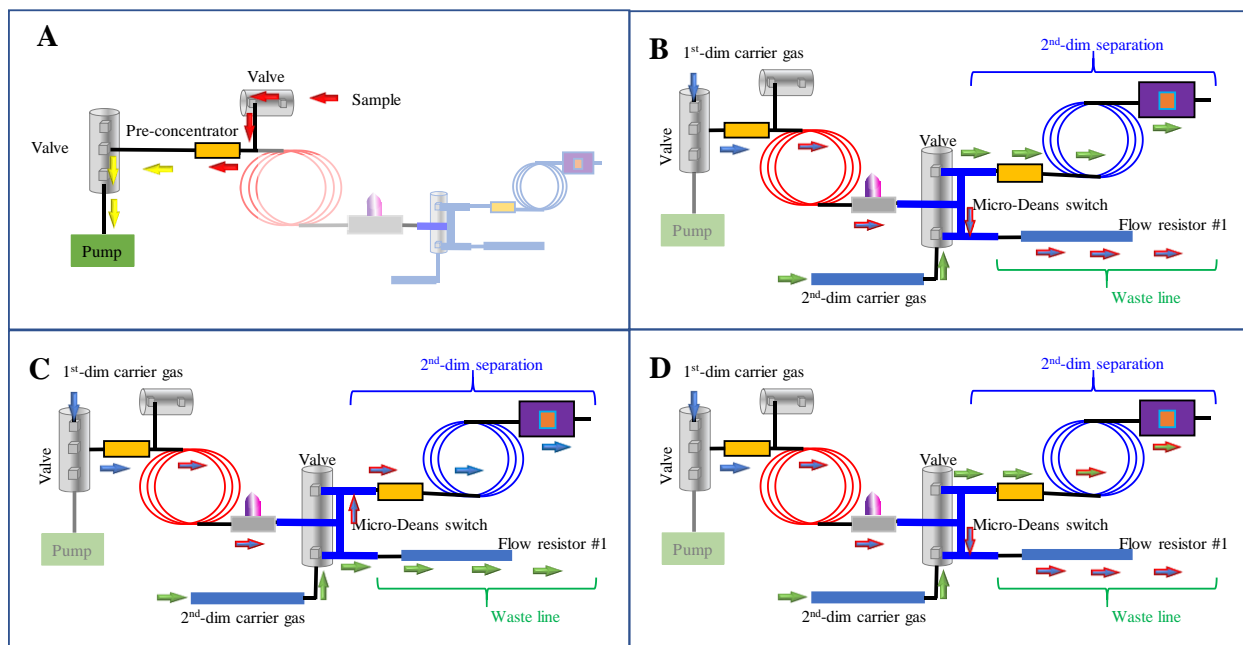 A
Valve
Sample
Pre-concentrator
Valve
Pump
B
1st-dim carrier gas
2nd-dim separation
Valve
Valve
Micro-Deans switch
Flow resistor #1
Pump
2nd-dim carrier gas
Waste line
C
1st-dim carrier gas
2nd-dim separation
Valve
Valve
Micro-Deans switch
Flow resistor #1
Pump
2nd-dim carrier gas
Waste line
D
1st-dim carrier gas
2nd-dim separation
Valve
Valve
Micro-Deans switch
Flow resistor #1
Pump
2nd-dim carrier gas
Waste line